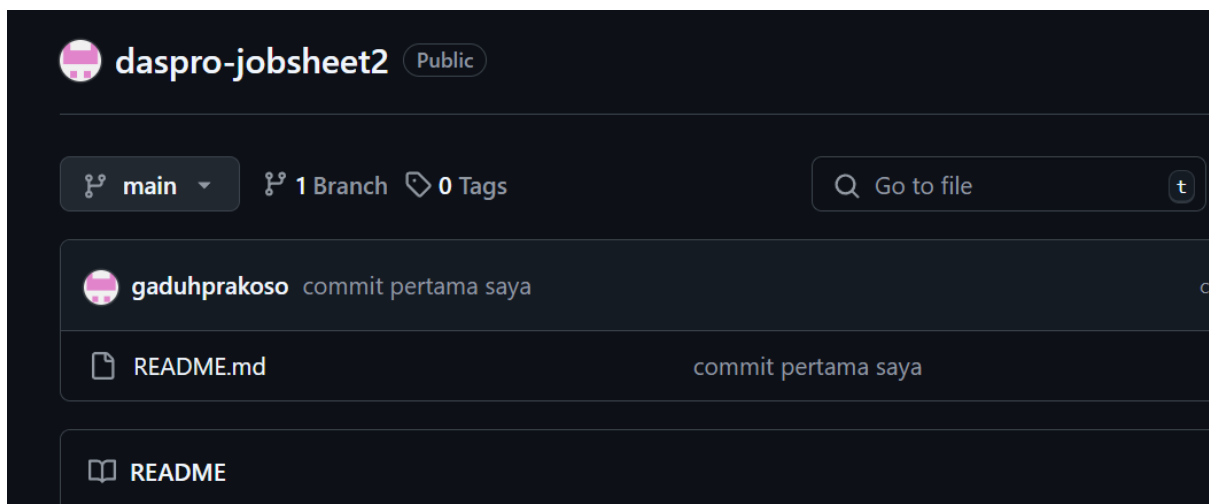 daspro-jobsheet2 Public
main 1 Branch 0 Tags Go to file t
gaduhprakoso commit pertama saya
README.md commit pertama saya
README